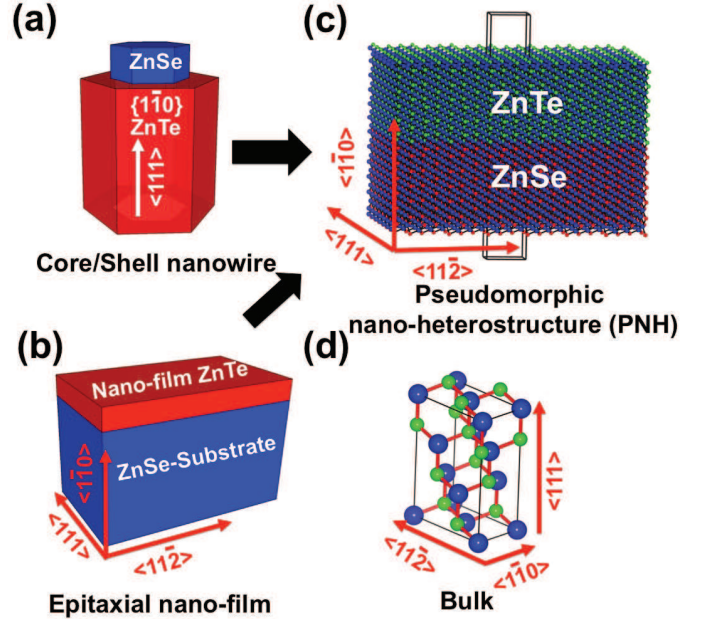 (a)
ZnSe
{11̄0}
ZnTe
<111>
Core/Shell nanowire
(c)
ZnTe
ZnSe
<11̄0>
<111>
<112̄>
Pseudomorphic
nano-heterostructure (PNH)
(b)
Nano-film ZnTe
ZnSe-Substrate
<11̄0>
<111>
<112̄>
Epitaxial nano-film
(d)
<111>
<112̄>
<11̄0>
Bulk